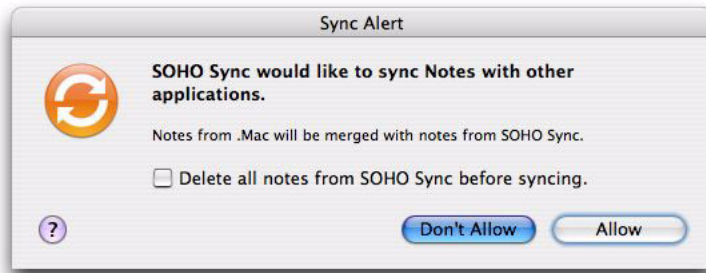 Sync Alert
SOHO Sync would like to sync Notes with other
applications.
Notes from .Mac will be merged with notes from SOHO Sync.
Delete all notes from SOHO Sync before syncing.
?
Don't Allow
Allow